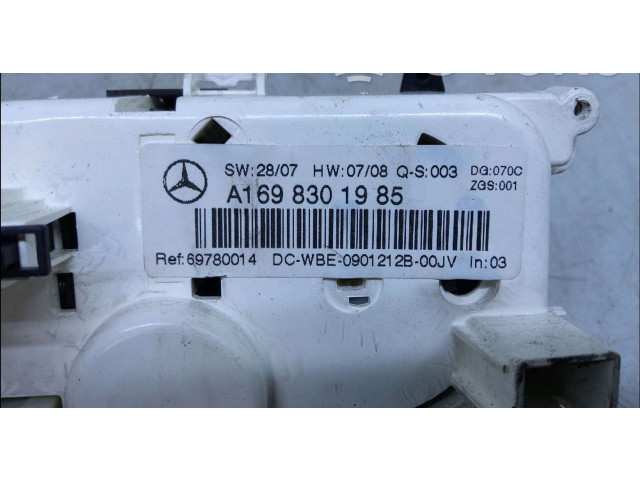 SW:28/07 HW:07/08 Q-S:003 DG:070C
ZGS:001
A169 830 19 85
Ref:69780014 DC-WBE-0901212B-00JV In:03